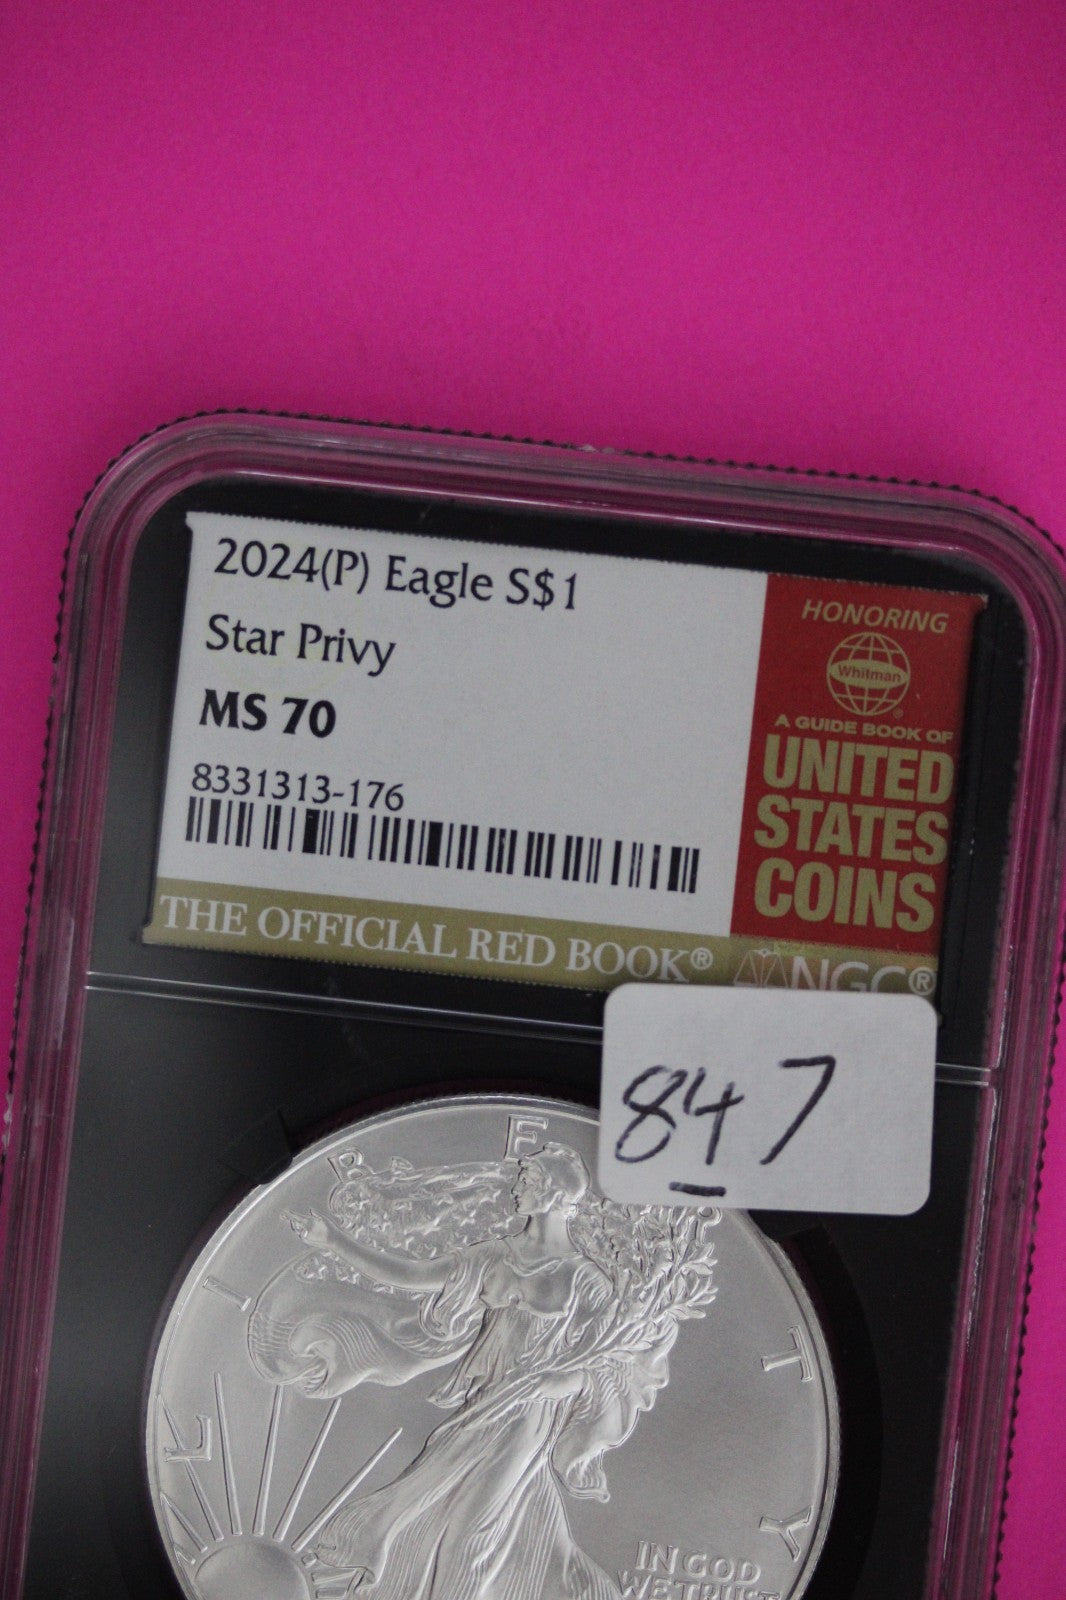 2024(P) Eagle S$1
Star Privy
MS 70
8331313-176
HONORING
Whitman®
A GUIDE BOOK OF
UNITED
STATES
COINS
THE OFFICIAL RED BOOK®
NGC®
847
LIBERTY
IN GOD
WE TRUST